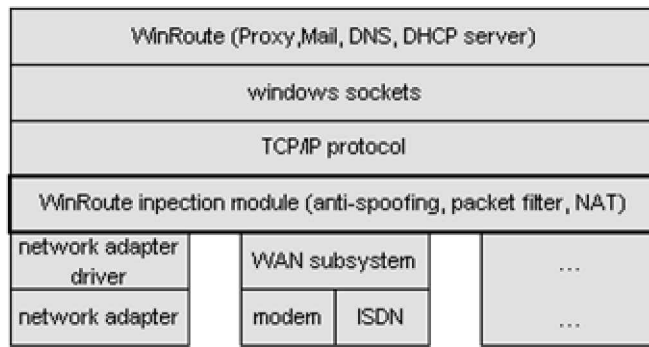 WinRoute (Proxy,Mail, DNS, DHCP server)
windows sockets
TCP/IP protocol
WinRoute inpection module (anti-spoofing, packet filter, NAT)
network adapter
driver
WAN subsystem
...
network adapter
modem
ISDN
...